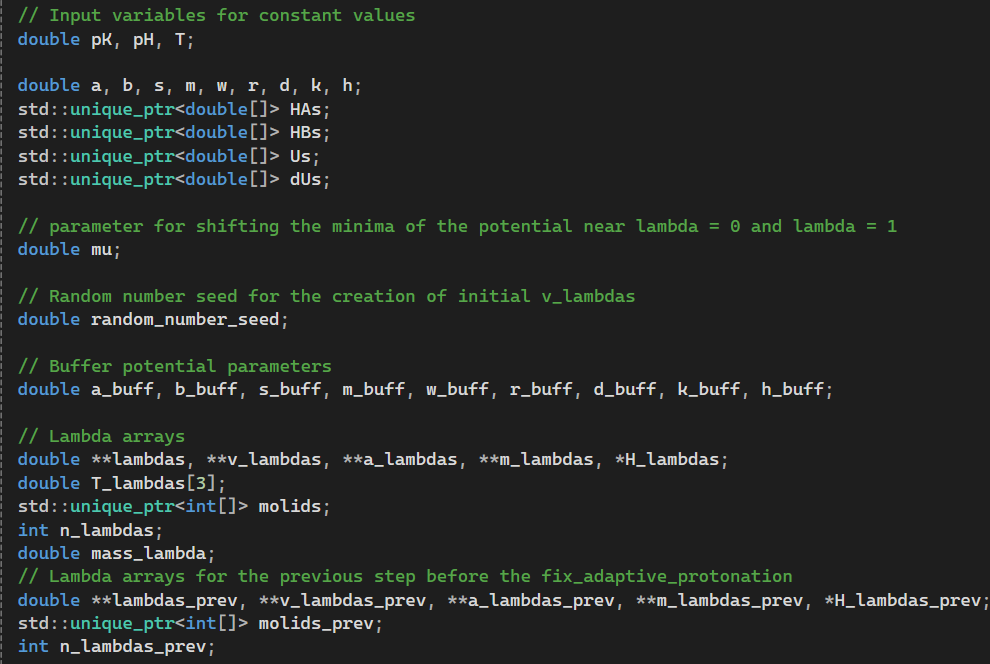 // Input variables for constant values
double pK, pH, T;
double a, b, s, m, w, r, d, k, h;
std::unique_ptr<double[]> HAs;
std::unique_ptr<double[]> HBs;
std::unique_ptr<double[]> Us;
std::unique_ptr<double[]> dUs;
// parameter for shifting the minima of the potential near lambda = 0 and lambda = 1
double mu;
// Random number seed for the creation of initial v_lambdas
double random_number_seed;
// Buffer potential parameters
double a_buff, b_buff, s_buff, m_buff, w_buff, r_buff, d_buff, k_buff, h_buff;
// Lambda arrays
double **lambdas, **v_lambdas, **a_lambdas, **m_lambdas, *H_lambdas;
double T_lambdas[3];
std::unique_ptr<int[]> molids;
int n_lambdas;
double mass_lambda;
// Lambda arrays for the previous step before the fix_adaptive_protonation
double **lambdas_prev, **v_lambdas_prev, **a_lambdas_prev, **m_lambdas_prev, *H_lambdas_prev;
std::unique_ptr<int[]> molids_prev;
int n_lambdas_prev;